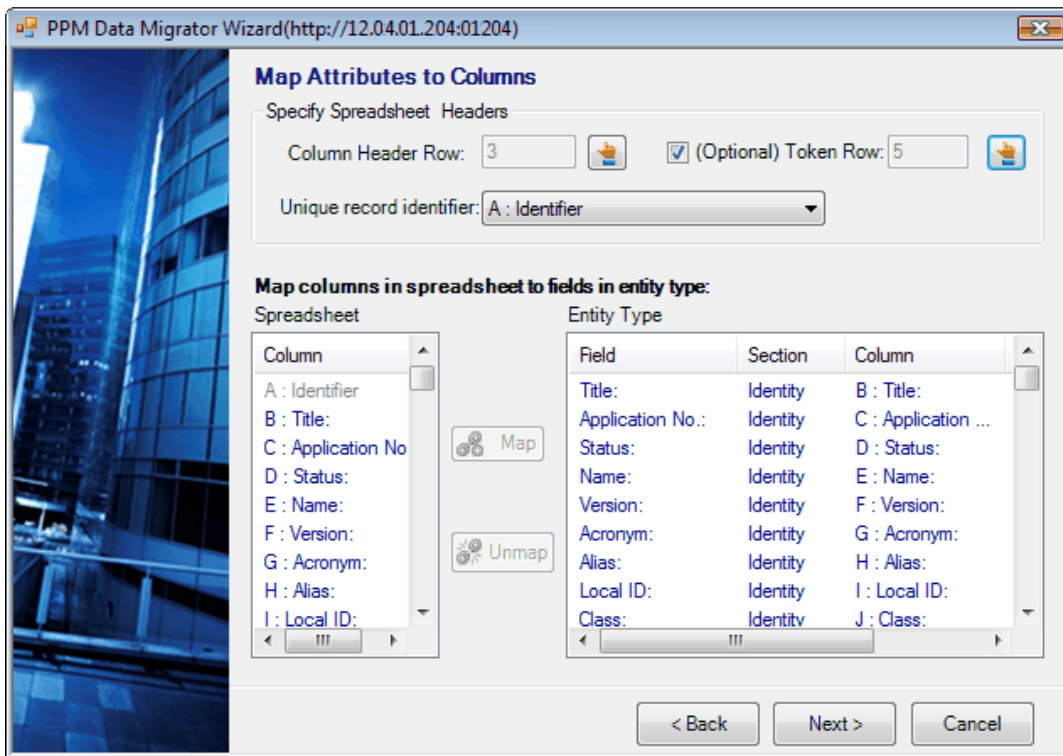 PPM Data Migrator Wizard(http://12.04.01.204:01204)
Map Attributes to Columns
Specify Spreadsheet Headers
Column Header Row: 3 (Optional) Token Row: 5
Unique record identifier: A : Identifier
Map columns in spreadsheet to fields in entity type:
Spreadsheet Entity Type
Column Field Section Column
A : Identifier Title: Identity B : Title:
B : Title: Application No.: Identity C : Application ...
C : Application No Status: Identity D : Status:
D : Status: Name: Identity E : Name:
E : Name: Version: Identity F : Version:
F : Version: Acronym: Identity G : Acronym:
G : Acronym: Alias: Identity H : Alias:
H : Alias: Local ID: Identity I : Local ID:
I : Local ID: Class: Identity J : Class:
Map
Unmap
< Back Next > Cancel